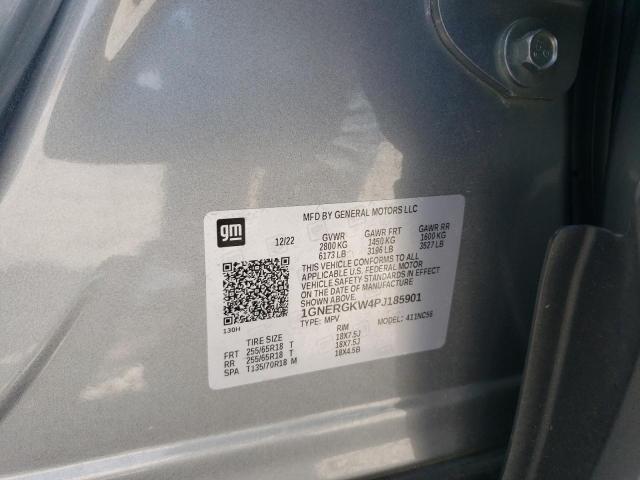 MFD BY GENERAL MOTORS LLC
gm
12/22 GVWR GAWR FRT GAWR RR
2800 KG 1450 KG 1600 KG
6173 LB 3196 LB 3527 LB
THIS VEHICLE CONFORMS TO ALL
APPLICABLE U.S. FEDERAL MOTOR
VEHICLE SAFETY STANDARDS IN EFFECT
ON THE DATE OF MANUFACTURE
SHOWN ABOVE.
1GNERGKW4PJ185901
TYPE: MPV MODEL: 411NC56
130H
TIRE SIZE RIM
FRT 255/65R18 T 18X7.5J
RR 255/65R18 T 18X7.5J
SPA T135/70R18 M 18X4.5B